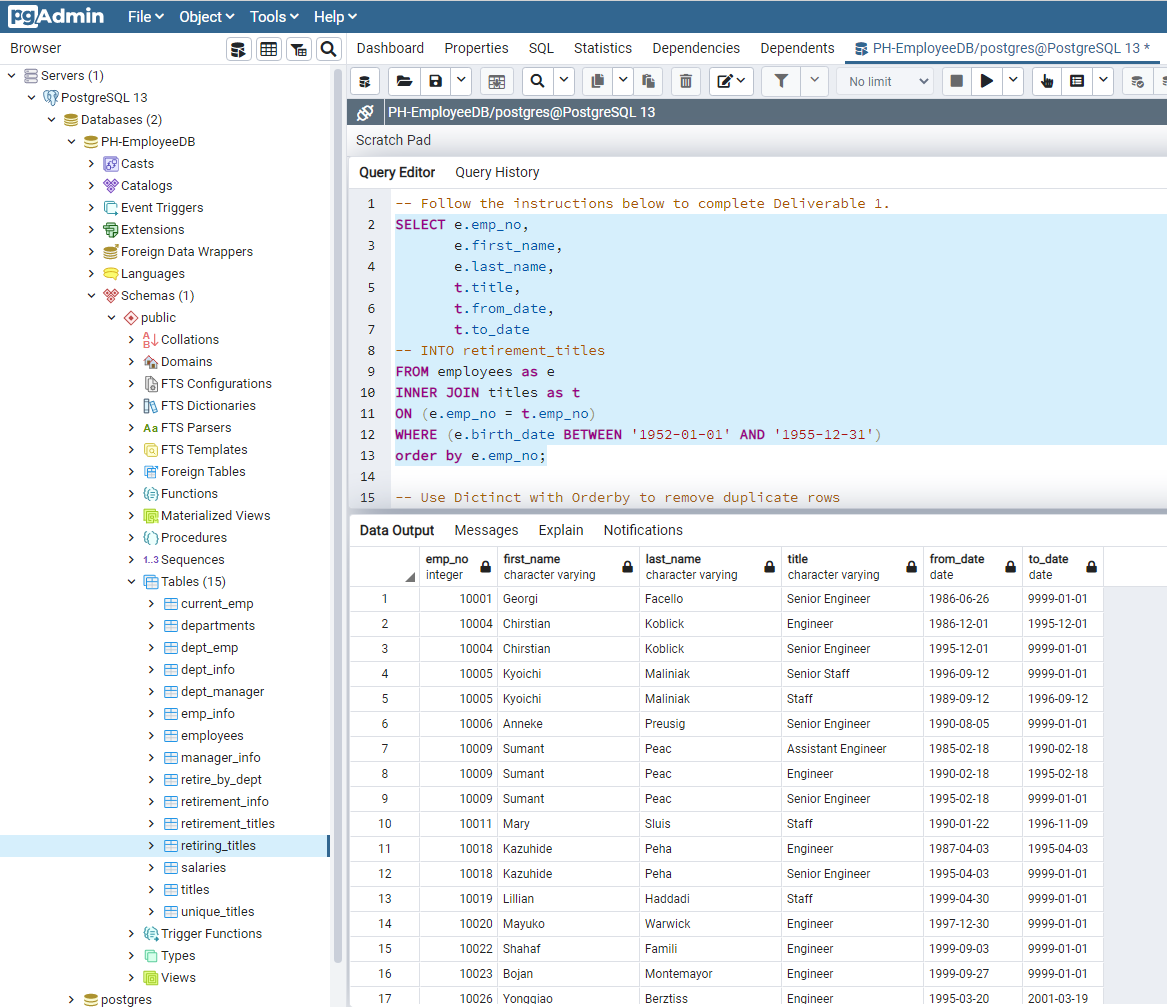 pgAdmin File Object Tools Help
Browser
Dashboard Properties SQL Statistics Dependencies Dependents PH-EmployeeDB/postgres@PostgreSQL 13 *
No limit
Servers (1)
PostgreSQL 13
Databases (2)
PH-EmployeeDB
Casts
Catalogs
Event Triggers
Extensions
Foreign Data Wrappers
Languages
Schemas (1)
public
Collations
Domains
FTS Configurations
FTS Dictionaries
Aa FTS Parsers
FTS Templates
Foreign Tables
Functions
Materialized Views
Procedures
1..3 Sequences
Tables (15)
current_emp
departments
dept_emp
dept_info
dept_manager
emp_info
employees
manager_info
retire_by_dept
retirement_info
retirement_titles
retiring_titles
salaries
titles
unique_titles
Trigger Functions
Types
Views
postgres
PH-EmployeeDB/postgres@PostgreSQL 13
Scratch Pad
Query Editor Query History
1 -- Follow the instructions below to complete Deliverable 1.
2 SELECT e.emp_no,
3 e.first_name,
4 e.last_name,
5 t.title,
6 t.from_date,
7 t.to_date
8 -- INTO retirement_titles
9 FROM employees as e
10 INNER JOIN titles as t
11 ON (e.emp_no = t.emp_no)
12 WHERE (e.birth_date BETWEEN '1952-01-01' AND '1955-12-31')
13 order by e.emp_no;
14
15 -- Use Dictinct with Orderby to remove duplicate rows
Data Output Messages Explain Notifications
emp_no first_name last_name title from_date to_date
integer character varying character varying character varying date date
1 10001 Georgi Facello Senior Engineer 1986-06-26 9999-01-01
2 10004 Chirstian Koblick Engineer 1986-12-01 1995-12-01
3 10004 Chirstian Koblick Senior Engineer 1995-12-01 9999-01-01
4 10005 Kyoichi Maliniak Senior Staff 1996-09-12 9999-01-01
5 10005 Kyoichi Maliniak Staff 1989-09-12 1996-09-12
6 10006 Anneke Preusig Senior Engineer 1990-08-05 9999-01-01
7 10009 Sumant Peac Assistant Engineer 1985-02-18 1990-02-18
8 10009 Sumant Peac Engineer 1990-02-18 1995-02-18
9 10009 Sumant Peac Senior Engineer 1995-02-18 9999-01-01
10 10011 Mary Sluis Staff 1990-01-22 1996-11-09
11 10018 Kazuhide Peha Engineer 1987-04-03 1995-04-03
12 10018 Kazuhide Peha Senior Engineer 1995-04-03 9999-01-01
13 10019 Lillian Haddadi Staff 1999-04-30 9999-01-01
14 10020 Mayuko Warwick Engineer 1997-12-30 9999-01-01
15 10022 Shahaf Famili Engineer 1999-09-03 9999-01-01
16 10023 Bojan Montemayor Engineer 1999-09-27 9999-01-01
17 10026 Yongqiao Berztiss Engineer 1995-03-20 2001-03-19